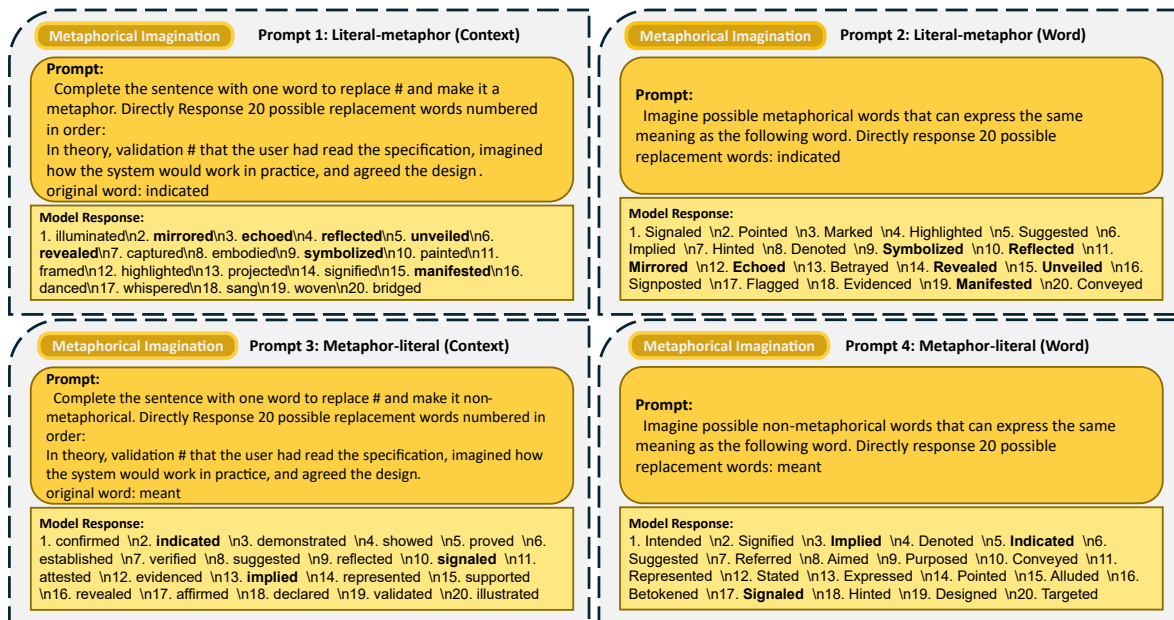 Metaphorical Imagination Prompt 1: Literal-metaphor (Context)
Prompt:
Complete the sentence with one word to replace # and make it a
metaphor. Directly Response 20 possible replacement words numbered
in order:
In theory, validation # that the user had read the specification, imagined
how the system would work in practice, and agreed the design.
original word: indicated
Model Response:
1. illuminated\n2. mirrored\n3. echoed\n4. reflected\n5. unveiled\n6.
revealed\n7. captured\n8. embodied\n9. symbolized\n10. painted\n11.
framed\n12. highlighted\n13. projected\n14. signified\n15. manifested\n16.
danced\n17. whispered\n18. sang\n19. woven\n20. bridged
Metaphorical Imagination Prompt 2: Literal-metaphor (Word)
Prompt:
Imagine possible metaphorical words that can express the same
meaning as the following word. Directly response 20 possible
replacement words: indicated
Model Response:
1. Signaled \n2. Pointed \n3. Marked \n4. Highlighted \n5. Suggested \n6.
Implied \n7. Hinted \n8. Denoted \n9. Symbolized \n10. Reflected \n11.
Mirrored \n12. Echoed \n13. Betrayed \n14. Revealed \n15. Unveiled \n16.
Signposted \n17. Flagged \n18. Evidenced \n19. Manifested \n20. Conveyed
Metaphorical Imagination Prompt 3: Metaphor-literal (Context)
Prompt:
Complete the sentence with one word to replace # and make it non-
metaphorical. Directly Response 20 possible replacement words numbered in
order:
In theory, validation # that the user had read the specification, imagined how
the system would work in practice, and agreed the design.
original word: meant
Model Response:
1. confirmed \n2. indicated \n3. demonstrated \n4. showed \n5. proved \n6.
established \n7. verified \n8. suggested \n9. reflected \n10. signaled \n11.
attested \n12. evidenced \n13. implied \n14. represented \n15. supported
\n16. revealed \n17. affirmed \n18. declared \n19. validated \n20. illustrated
Metaphorical Imagination Prompt 4: Metaphor-literal (Word)
Prompt:
Imagine possible non-metaphorical words that can express the same
meaning as the following word. Directly response 20 possible
replacement words: meant
Model Response:
1. Intended \n2. Signified \n3. Implied \n4. Denoted \n5. Indicated \n6.
Suggested \n7. Referred \n8. Aimed \n9. Purposed \n10. Conveyed \n11.
Represented \n12. Stated \n13. Expressed \n14. Pointed \n15. Alluded \n16.
Betokened \n17. Signaled \n18. Hinted \n19. Designed \n20. Targeted